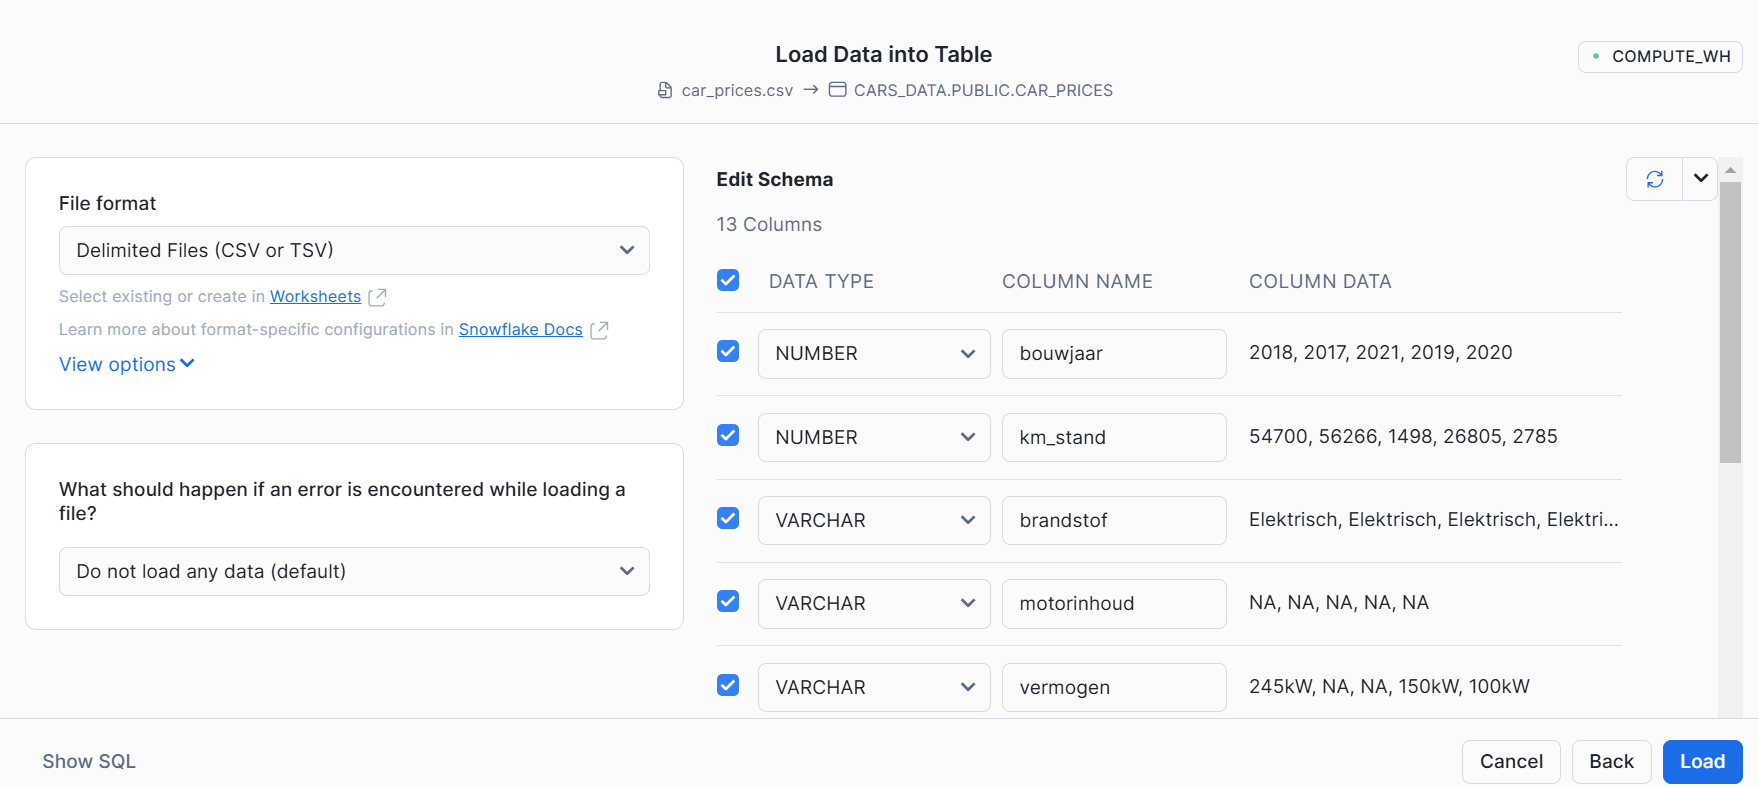 Load Data into Table
car_prices.csv → CARS_DATA.PUBLIC.CAR_PRICES
COMPUTE_WH
File format
Delimited Files (CSV or TSV)
Select existing or create in Worksheets
Learn more about format-specific configurations in Snowflake Docs
View options
What should happen if an error is encountered while loading a
file?
Do not load any data (default)
Edit Schema
13 Columns
DATA TYPE COLUMN NAME COLUMN DATA
NUMBER bouwjaar 2018, 2017, 2021, 2019, 2020
NUMBER km_stand 54700, 56266, 1498, 26805, 2785
VARCHAR brandstof Elektrisch, Elektrisch, Elektrisch, Elektri...
VARCHAR motorinhoud NA, NA, NA, NA, NA
VARCHAR vermogen 245kW, NA, NA, 150kW, 100kW
Show SQL
Cancel Back Load